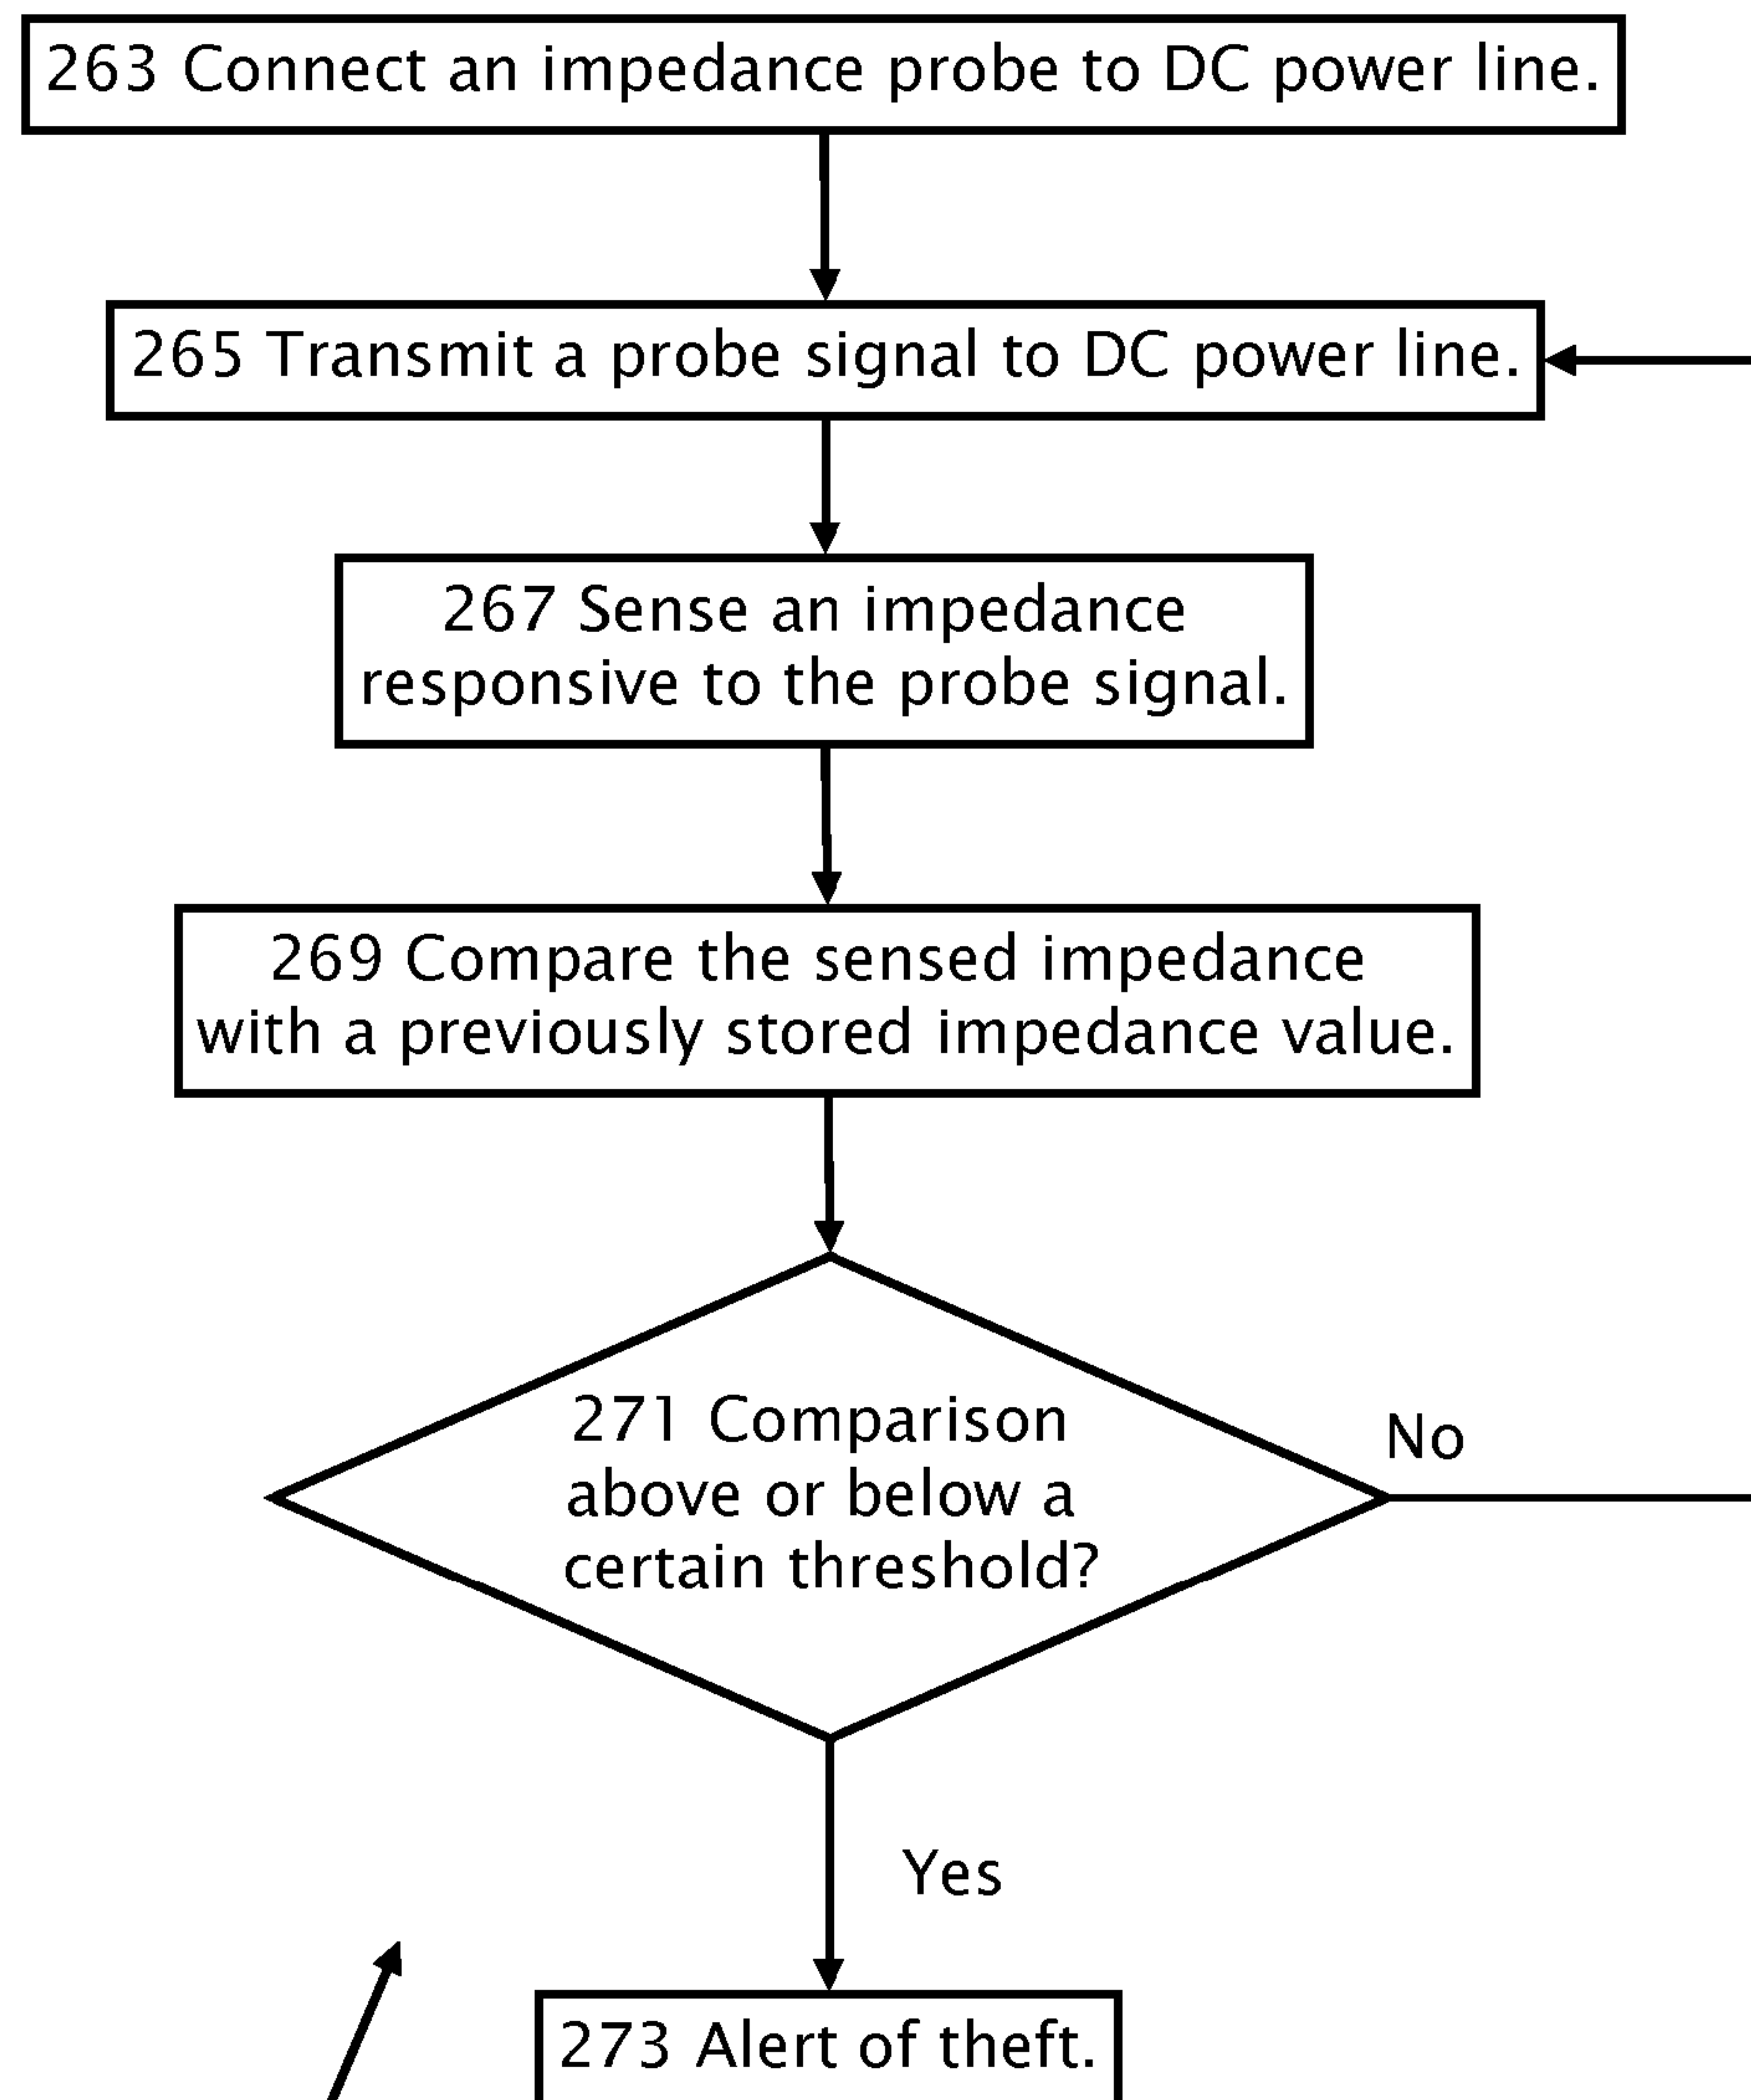 263 Connect an impedance probe to DC power line.
265 Transmit a probe signal to DC power line.
267 Sense an impedance
responsive to the probe signal.
269 Compare the sensed impedance
with a previously stored impedance value.
271 Comparison
above or below a
certain threshold?
No
Yes
273 Alert of theft.